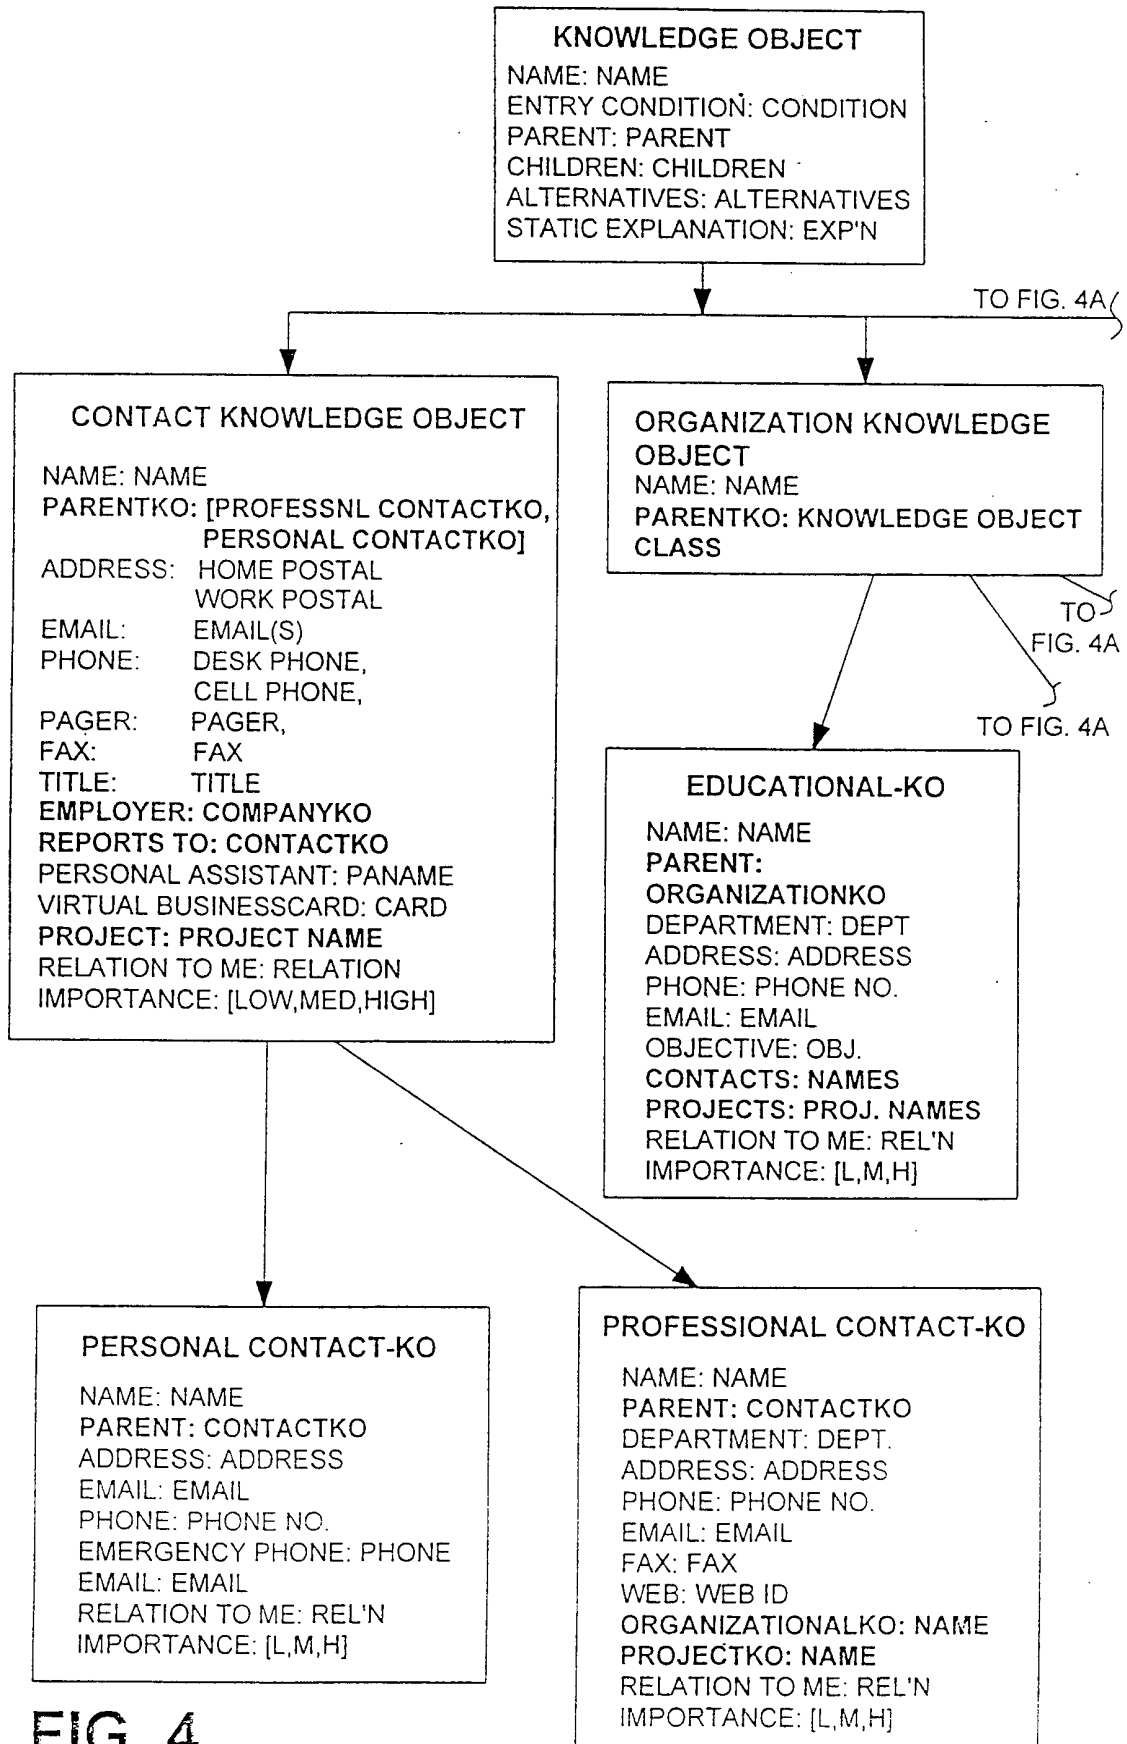 KNOWLEDGE OBJECT
NAME: NAME
ENTRY CONDITION: CONDITION
PARENT: PARENT
CHILDREN: CHILDREN
ALTERNATIVES: ALTERNATIVES
STATIC EXPLANATION: EXP'N
TO FIG. 4A
CONTACT KNOWLEDGE OBJECT
NAME: NAME
PARENTKO: [PROFESSNL CONTACTKO,
PERSONAL CONTACTKO]
ADDRESS: HOME POSTAL
WORK POSTAL
EMAIL: EMAIL(S)
PHONE: DESK PHONE,
CELL PHONE,
PAGER: PAGER,
FAX: FAX
TITLE: TITLE
EMPLOYER: COMPANYKO
REPORTS TO: CONTACTKO
PERSONAL ASSISTANT: PANAME
VIRTUAL BUSINESSCARD: CARD
PROJECT: PROJECT NAME
RELATION TO ME: RELATION
IMPORTANCE: [LOW,MED,HIGH]
ORGANIZATION KNOWLEDGE
OBJECT
NAME: NAME
PARENTKO: KNOWLEDGE OBJECT
CLASS
TO
FIG. 4A
TO FIG. 4A
EDUCATIONAL-KO
NAME: NAME
PARENT:
ORGANIZATIONKO
DEPARTMENT: DEPT
ADDRESS: ADDRESS
PHONE: PHONE NO.
EMAIL: EMAIL
OBJECTIVE: OBJ.
CONTACTS: NAMES
PROJECTS: PROJ. NAMES
RELATION TO ME: REL'N
IMPORTANCE: [L,M,H]
PERSONAL CONTACT-KO
NAME: NAME
PARENT: CONTACTKO
ADDRESS: ADDRESS
EMAIL: EMAIL
PHONE: PHONE NO.
EMERGENCY PHONE: PHONE
EMAIL: EMAIL
RELATION TO ME: REL'N
IMPORTANCE: [L,M,H]
PROFESSIONAL CONTACT-KO
NAME: NAME
PARENT: CONTACTKO
DEPARTMENT: DEPT.
ADDRESS: ADDRESS
PHONE: PHONE NO.
EMAIL: EMAIL
FAX: FAX
WEB: WEB ID
ORGANIZATIONALKO: NAME
PROJECTKO: NAME
RELATION TO ME: REL'N
IMPORTANCE: [L,M,H]
FIG. 4